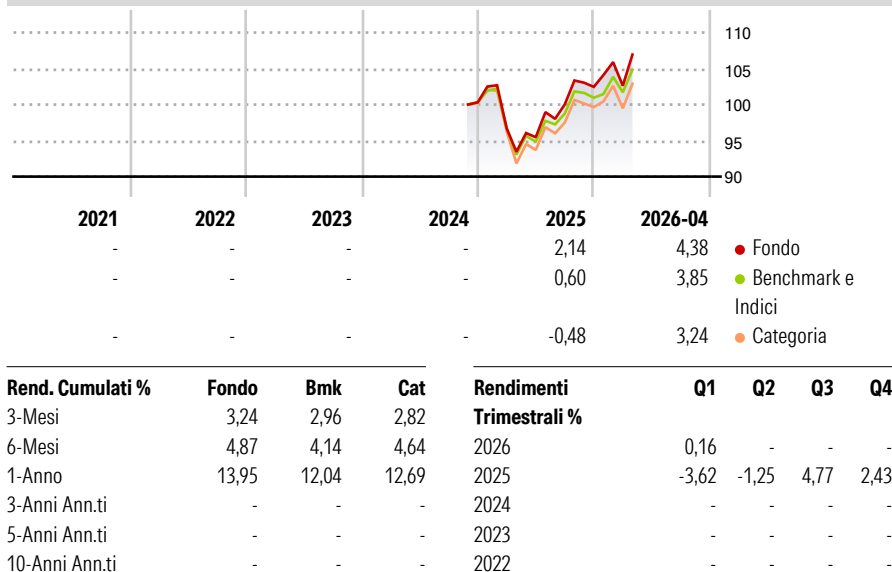 110
105
100
95
90
2021 2022 2023 2024 2025 2026-04
- - - - 2,14 4,38 Fondo
- - - - 0,60 3,85 Benchmark e
Indici
- - - - -0,48 3,24 Categoria
Rend. Cumulati % Fondo Bmk Cat
3-Mesi 3,24 2,96 2,82
6-Mesi 4,87 4,14 4,64
1-Anno 13,95 12,04 12,69
3-Anni Ann.ti - - -
5-Anni Ann.ti - - -
10-Anni Ann.ti - - -
Rendimenti Q1 Q2 Q3 Q4
Trimestrali %
2026 0,16 - - -
2025 -3,62 -1,25 4,77 2,43
2024 - - - -
2023 - - - -
2022 - - - -